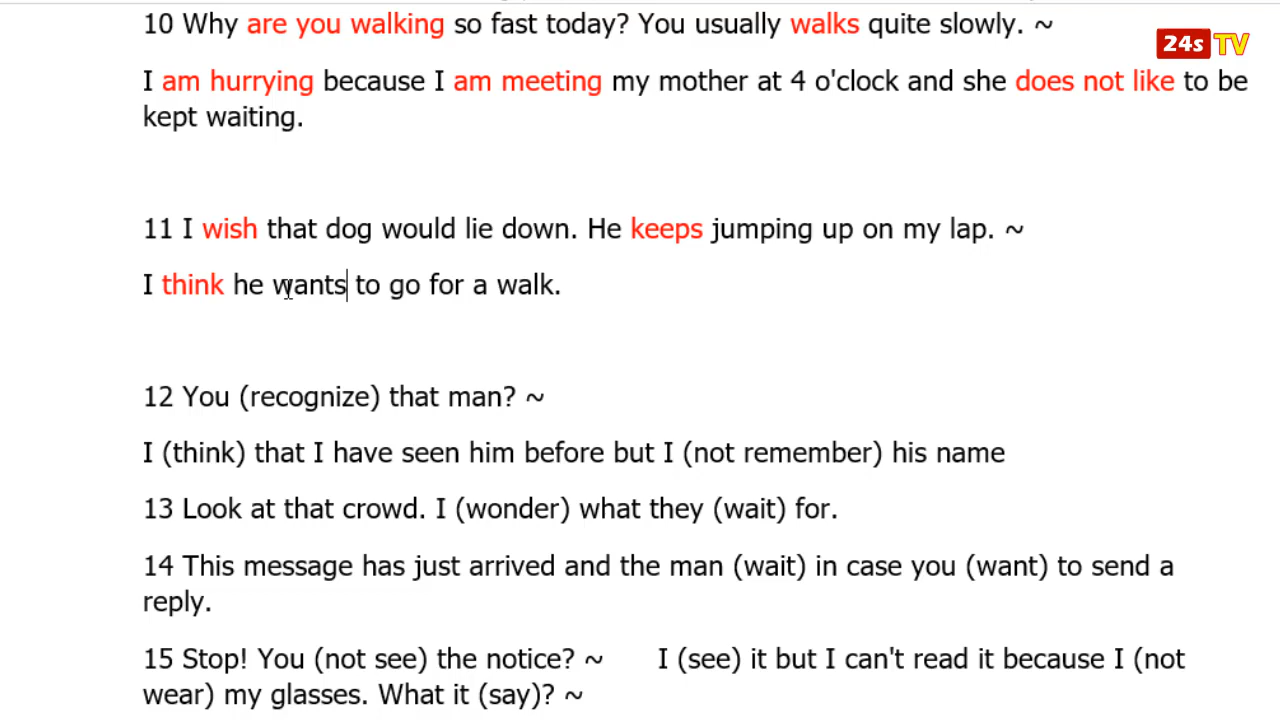 10 Why are you walking so fast today? You usually walks quite slowly. ~
24s TV
I am hurrying because I am meeting my mother at 4 o'clock and she does not like to be
kept waiting.
11 I wish that dog would lie down. He keeps jumping up on my lap. ~
I think he wants to go for a walk.
12 You (recognize) that man? ~
I (think) that I have seen him before but I (not remember) his name
13 Look at that crowd. I (wonder) what they (wait) for.
14 This message has just arrived and the man (wait) in case you (want) to send a
reply.
15 Stop! You (not see) the notice? ~ I (see) it but I can't read it because I (not
wear) my glasses. What it (say)? ~